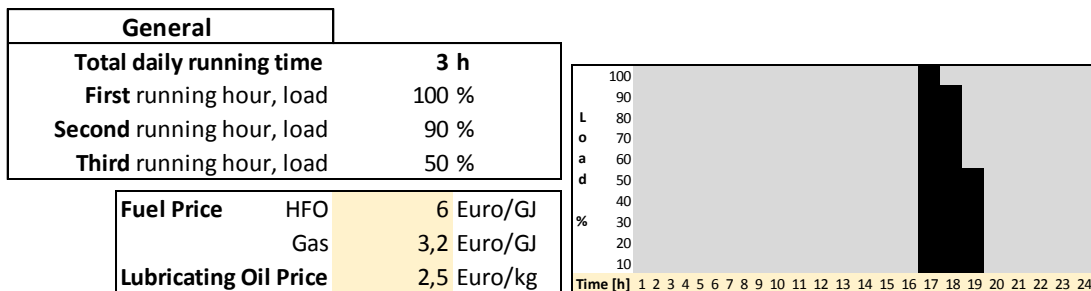 General
Total daily running time 3 h
First running hour, load 100 %
Second running hour, load 90 %
Third running hour, load 50 %
Fuel Price HFO 6 Euro/GJ
Gas 3,2 Euro/GJ
Lubricating Oil Price 2,5 Euro/kg
100
90
L 80
o 70
a 60
d 50
40
% 30
20
10
Time [h] 1 2 3 4 5 6 7 8 9 10 11 12 13 14 15 16 17 18 19 20 21 22 23 24